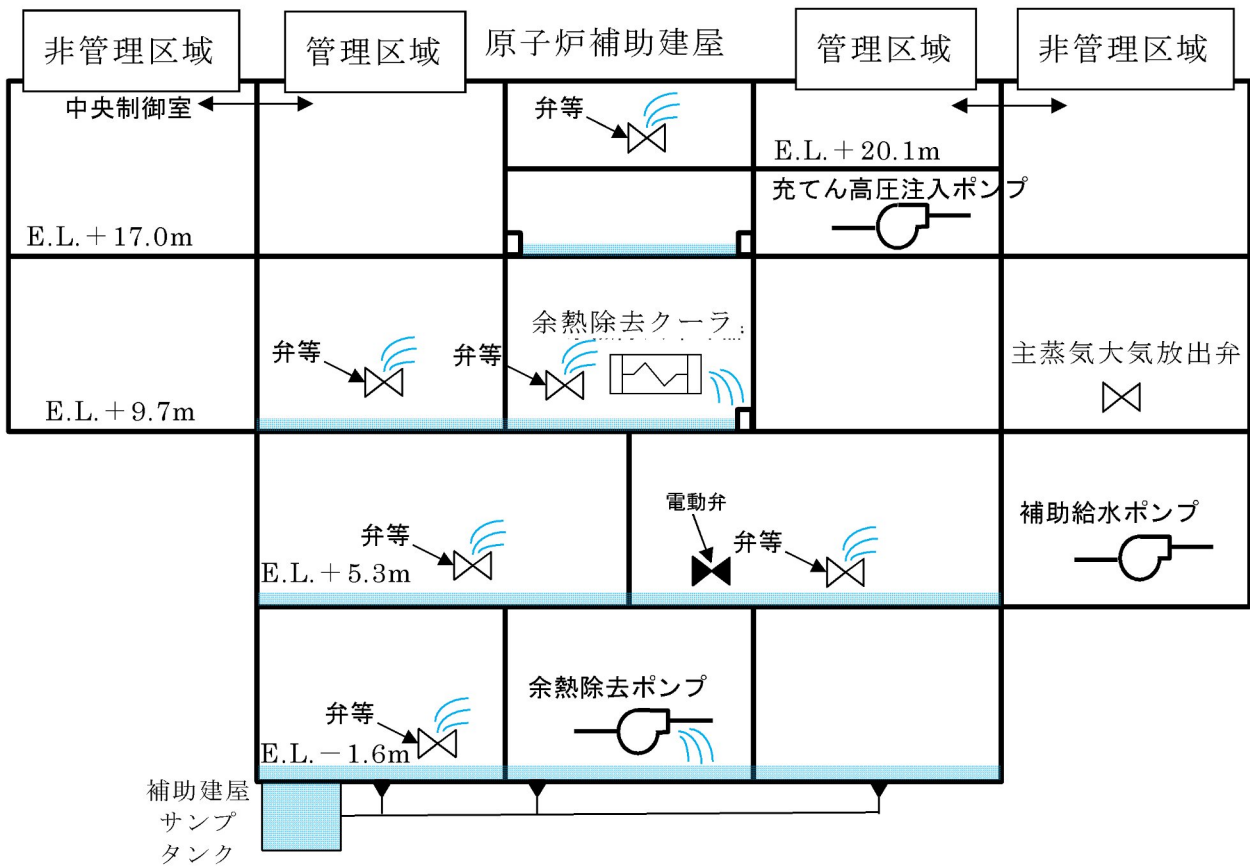 非管理区域
管理区域
原子炉補助建屋
管理区域
非管理区域
中央制御室
弁等
E.L.+20.1m
充てん高圧注入ポンプ
E.L.+17.0m
余熱除去クーラ
弁等
弁等
主蒸気大気放出弁
E.L.+9.7m
電動弁
弁等
弁等
補助給水ポンプ
E.L.+5.3m
余熱除去ポンプ
弁等
E.L.-1.6m
補助建屋
サンプ
タンク